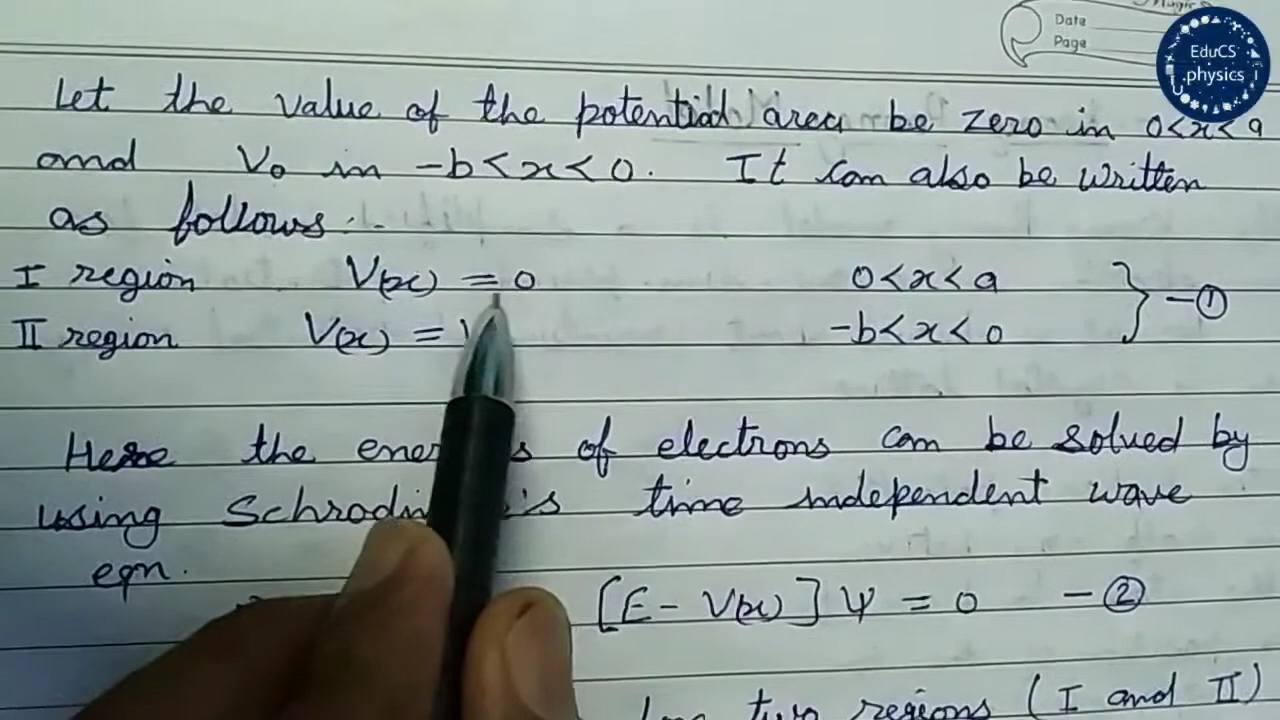 Date
Page
EduCS
.physics
Let the value of the potential area be zero in 0<x<a
and V₀ in -b<x<0. It can also be written
as follows:
I region V(x) = 0 0<x<a
II region V(x) = -b<x<0 } - ①
Here the of electrons can be solved by
using time independent wave
eqn.
[E - V(x)] ψ = 0 - ②
two regions (I and II)